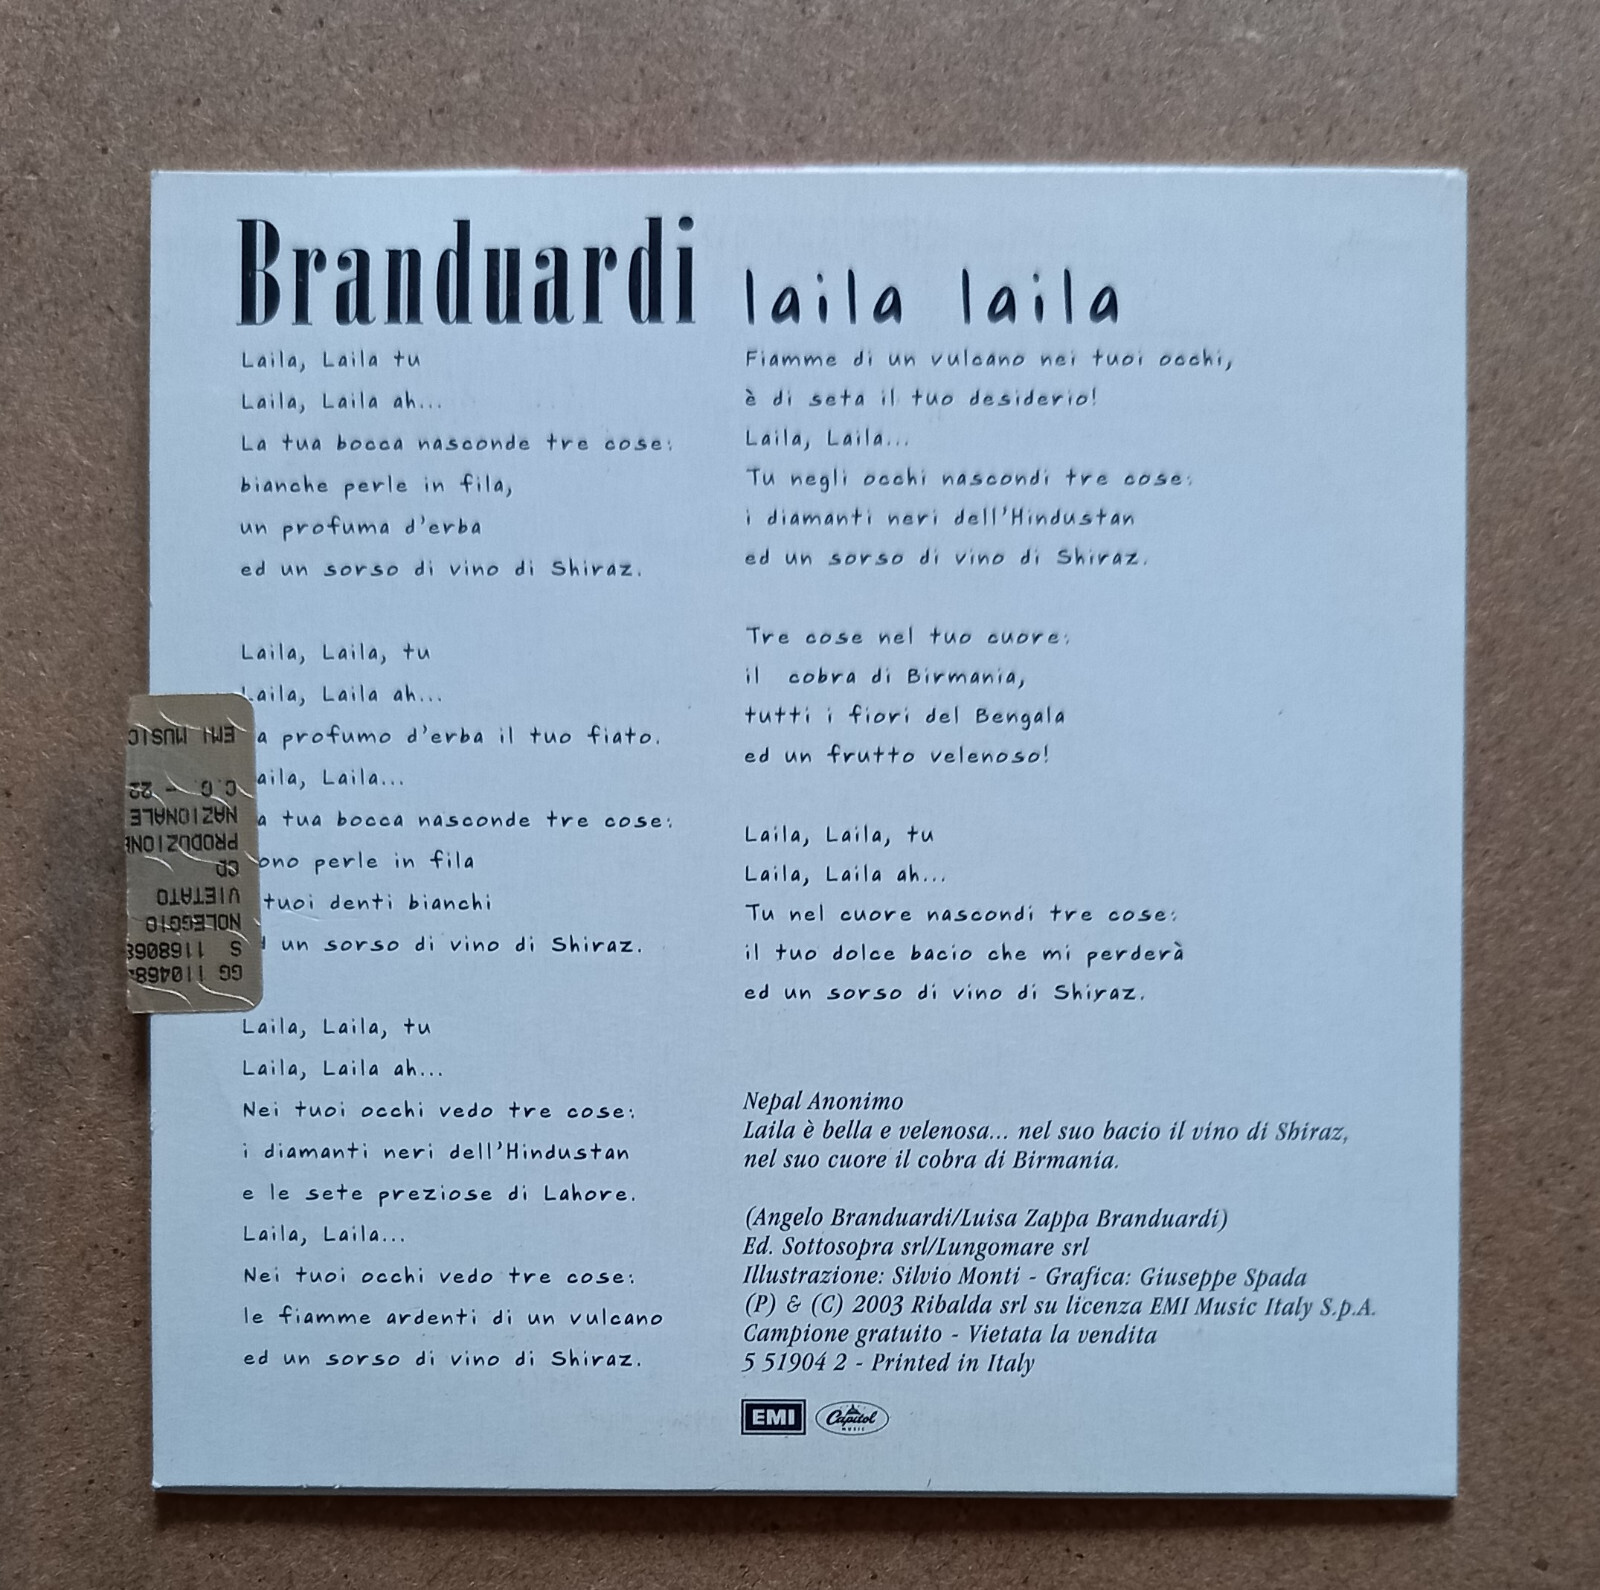 Branduardi laila laila
Laila, Laila tu
Laila, Laila ah...
La tua bocca nasconde tre cose:
bianche perle in fila,
un profuma d'erba
ed un sorso di vino di Shiraz.
Laila, Laila, tu
Laila, Laila ah...
a profumo d'erba il tuo fiato.
aila, Laila...
a tua bocca nasconde tre cose:
ono perle in fila
tuoi denti bianchi
un sorso di vino di Shiraz.
Laila, Laila, tu
Laila, Laila ah...
Nei tuoi occhi vedo tre cose:
i diamanti neri dell'Hindustan
e le sete preziose di Lahore.
Laila, Laila...
Nei tuoi occhi vedo tre cose:
le fiamme ardenti di un vulcano
ed un sorso di vino di Shiraz.
Fiamme di un vulcano nei tuoi occhi,
è di seta il tuo desiderio!
Laila, Laila...
Tu negli occhi nascondi tre cose:
i diamanti neri dell'Hindustan
ed un sorso di vino di Shiraz.
Tre cose nel tuo cuore:
il cobra di Birmania,
tutti i fiori del Bengala
ed un frutto velenoso!
Laila, Laila, tu
Laila, Laila ah...
Tu nel cuore nascondi tre cose:
il tuo dolce bacio che mi perderà
ed un sorso di vino di Shiraz.
Nepal Anonimo
Laila è bella e velenosa... nel suo bacio il vino di Shiraz,
nel suo cuore il cobra di Birmania.
(Angelo Branduardi/Luisa Zappa Branduardi)
Ed. Sottosopra srl/Lungomare srl
Illustrazione: Silvio Monti - Grafica: Giuseppe Spada
(P) & (C) 2003 Ribalda srl su licenza EMI Music Italy S.p.A.
Campione gratuito - Vietata la vendita
5 51904 2 - Printed in Italy
EMI Capitol MUSIC
GG
S
NOLEGGIO
VIETATO
CD
PRODUZIONE
NAZIONALE
C.C. - 22
EMI MUSIC